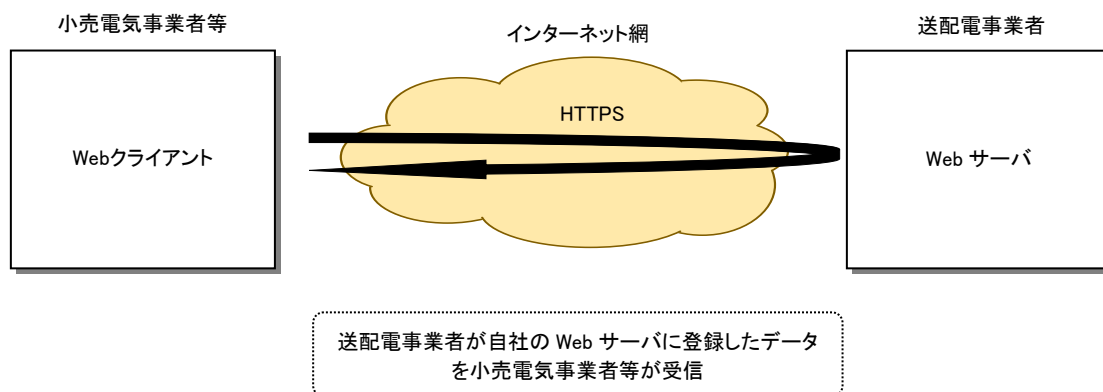 小売電気事業者等
インターネット網
送配電事業者
HTTPS
Webクライアント
Web サーバ
送配電事業者が自社の Web サーバに登録したデータ
を小売電気事業者等が受信